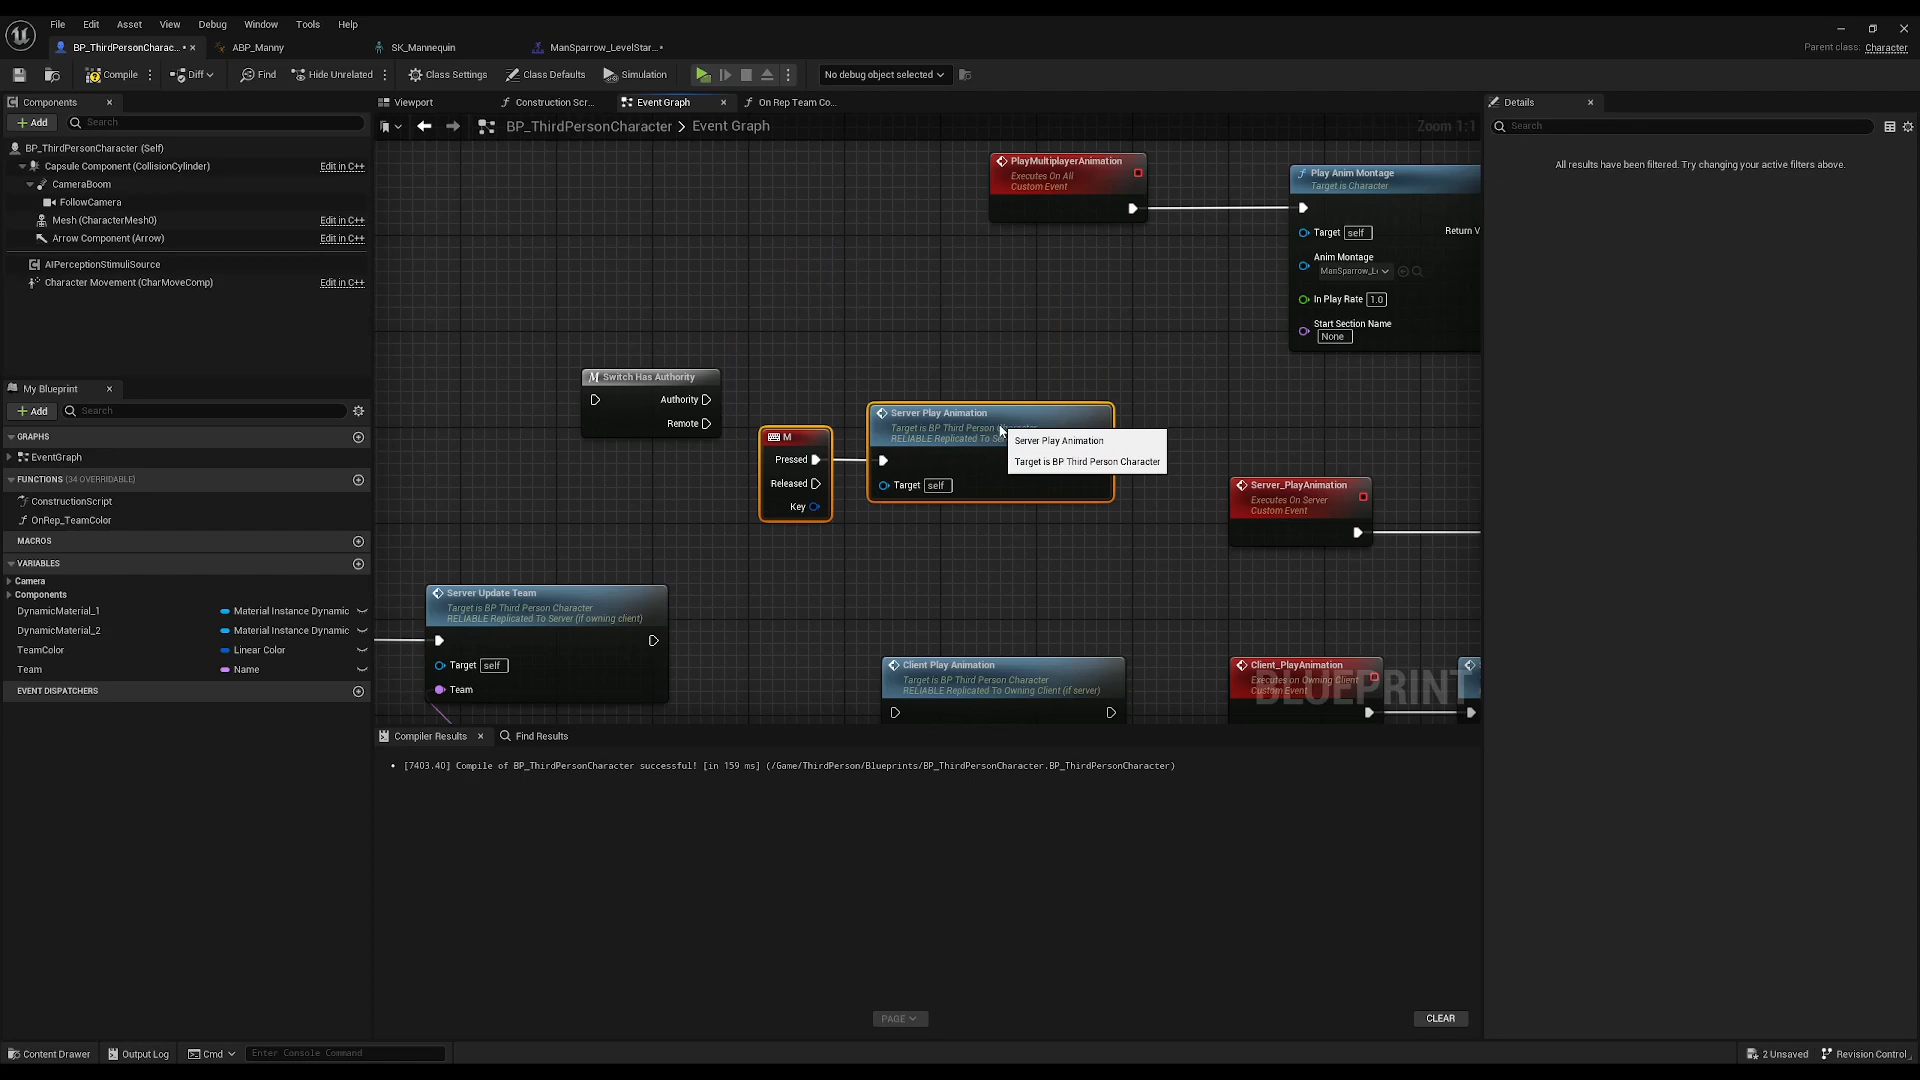 File Edit Asset View Debug Window Tools Help
BP_ThirdPersonCharac... •
ABP_Manny
SK_Mannequin
ManSparrow_LevelStar...•
Parent class: Character
Compile
Diff
Find
Hide Unrelated
Class Settings
Class Defaults
Simulation
No debug object selected
Components
Viewport
Construction Scr...
Event Graph
On Rep Team Co...
Details
+ Add
Search
BP_ThirdPersonCharacter > Event Graph
Zoom 1:1
Search
BP_ThirdPersonCharacter (Self)
Capsule Component (CollisionCylinder) Edit in C++
CameraBoom
FollowCamera
Mesh (CharacterMesh0) Edit in C++
Arrow Component (Arrow) Edit in C++
AIPerceptionStimuliSource
Character Movement (CharMoveComp) Edit in C++
All results have been filtered. Try changing your active filters above.
My Blueprint
+ Add
Search
GRAPHS
EventGraph
FUNCTIONS (34 OVERRIDABLE)
ConstructionScript
OnRep_TeamColor
MACROS
VARIABLES
Camera
Components
DynamicMaterial_1 Material Instance Dynamic
DynamicMaterial_2 Material Instance Dynamic
TeamColor Linear Color
Team Name
EVENT DISPATCHERS
PlayMultiplayerAnimation
Executes On All
Custom Event
Play Anim Montage
Target is Character
Target self
Return V
Anim Montage
ManSparrow_Le
In Play Rate 1.0
Start Section Name
None
Switch Has Authority
Authority
Remote
M
Pressed
Released
Key
Server Play Animation
Target is BP Third Person Character
RELIABLE Replicated To Se
Target self
Server Play Animation
Target is BP Third Person Character
Server_PlayAnimation
Executes On Server
Custom Event
Server Update Team
Target is BP Third Person Character
RELIABLE Replicated To Server (if owning client)
Target self
Team
Client Play Animation
Target is BP Third Person Character
RELIABLE Replicated To Owning Client (if server)
Client_PlayAnimation
Executes on Owning Client
Custom Event
BLUEPRINT
Compiler Results
Find Results
• [7403.40] Compile of BP_ThirdPersonCharacter successful! [in 159 ms] (/Game/ThirdPerson/Blueprints/BP_ThirdPersonCharacter.BP_ThirdPersonCharacter)
PAGE
CLEAR
Content Drawer
Output Log
Cmd
Enter Console Command
2 Unsaved
Revision Control